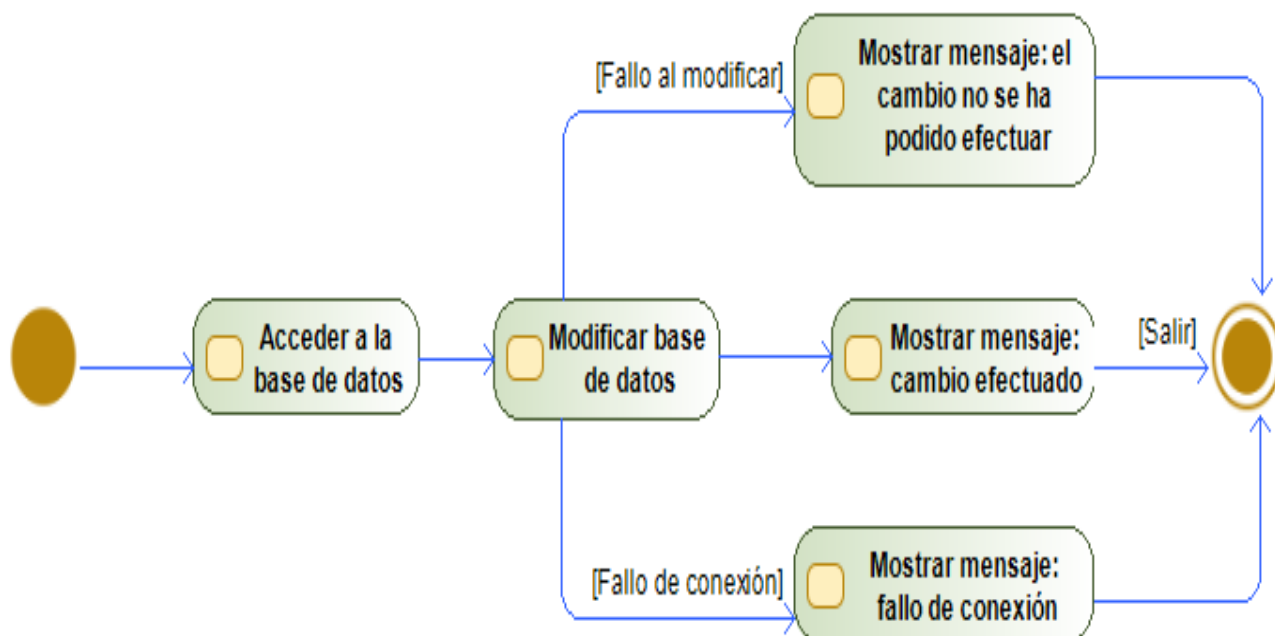 [Fallo al modificar]
Mostrar mensaje: el
cambio no se ha
podido efectuar
Acceder a la
base de datos
Modificar base
de datos
Mostrar mensaje:
cambio efectuado
[Salir]
[Fallo de conexión]
Mostrar mensaje:
fallo de conexión